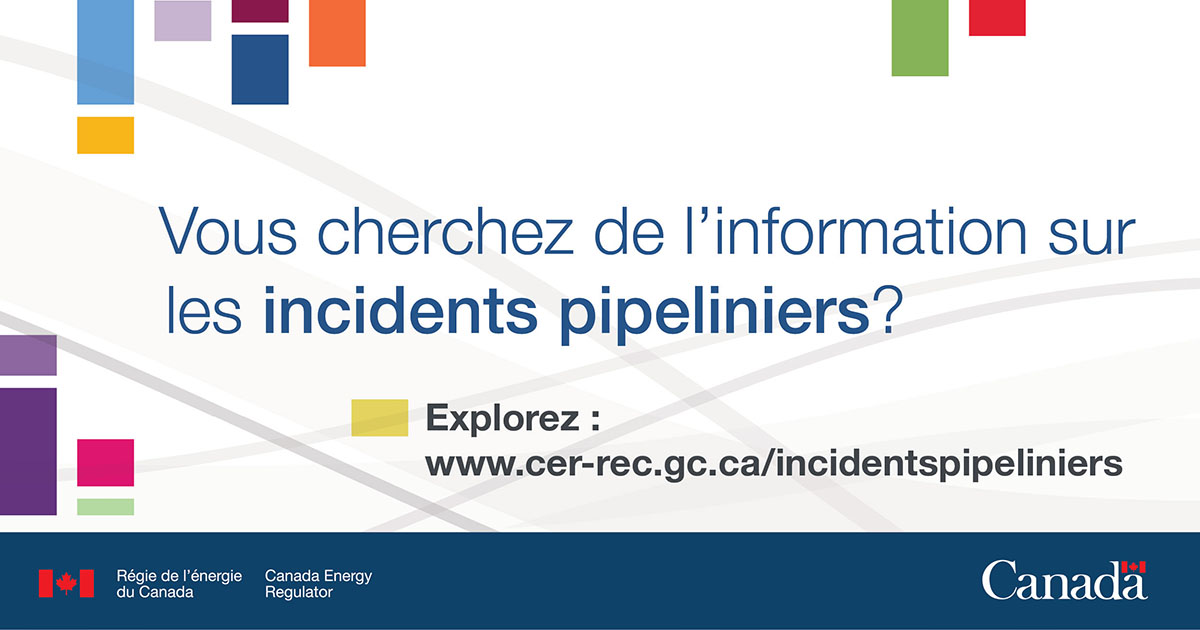 Vous cherchez de l’information sur
les incidents pipeliniers?
Explorez :
www.cer-rec.gc.ca/incidentspipeliniers
Régie de l’énergie
du Canada
Canada Energy
Regulator
Canada